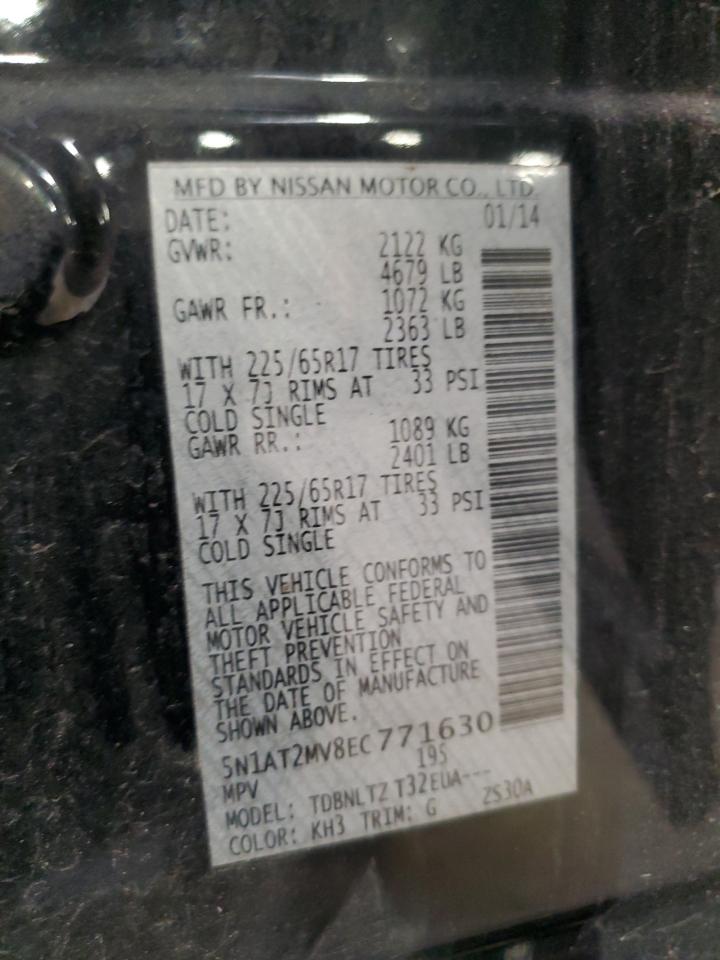 MFD BY NISSAN MOTOR CO., LTD.
DATE: 01/14
GVWR: 2122 KG
4679 LB
GAWR FR.: 1072 KG
2363 LB
WITH 225/65R17 TIRES
17 X 7J RIMS AT 33 PSI
COLD SINGLE
GAWR RR.: 1089 KG
2401 LB
WITH 225/65R17 TIRES
17 X 7J RIMS AT 33 PSI
COLD SINGLE
THIS VEHICLE CONFORMS TO
ALL APPLICABLE FEDERAL
MOTOR VEHICLE SAFETY AND
THEFT PREVENTION
STANDARDS IN EFFECT ON
THE DATE OF MANUFACTURE
SHOWN ABOVE.
5N1AT2MV8EC771630
MPV 195
MODEL: TDBNLTZ T32EUA---
COLOR: KH3 TRIM: G ZS30A